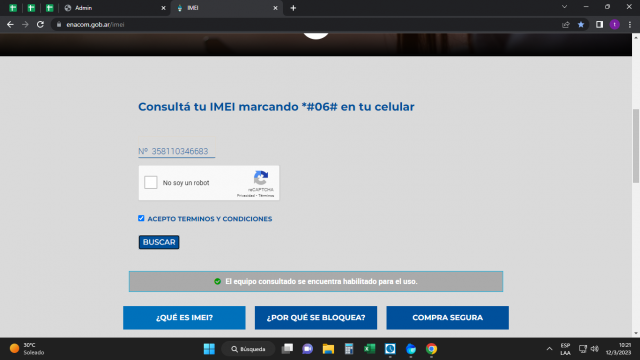 Admin
IMEI
enacom.gob.ar/imei
Consultá tu IMEI marcando *#06# en tu celular
Nº 358110346683
No soy un robot
reCAPTCHA
Privacidad - Términos
ACEPTO TERMINOS Y CONDICIONES
BUSCAR
El equipo consultado se encuentra habilitado para el uso.
¿QUÉ ES IMEI?
¿POR QUÉ SE BLOQUEA?
COMPRA SEGURA
30°C
Soleado
Búsqueda
ESP
LAA
10:21
12/3/2023